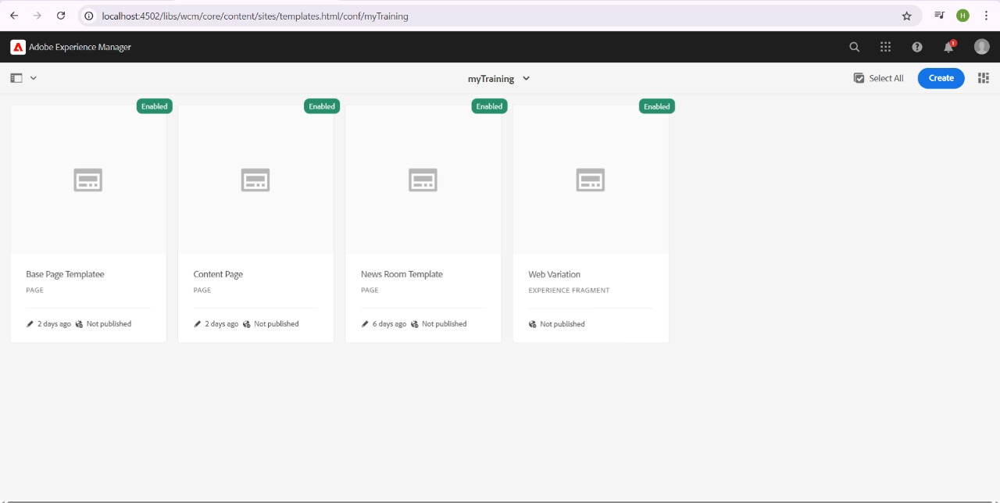 localhost:4502/libs/wcm/core/content/sites/templates.html/conf/myTraining
H
Adobe Experience Manager
1
myTraining
Select All
Create
Enabled
Enabled
Enabled
Enabled
Base Page Templatee
PAGE
2 days ago Not published
Content Page
PAGE
2 days ago Not published
News Room Template
PAGE
6 days ago Not published
Web Variation
EXPERIENCE FRAGMENT
Not published